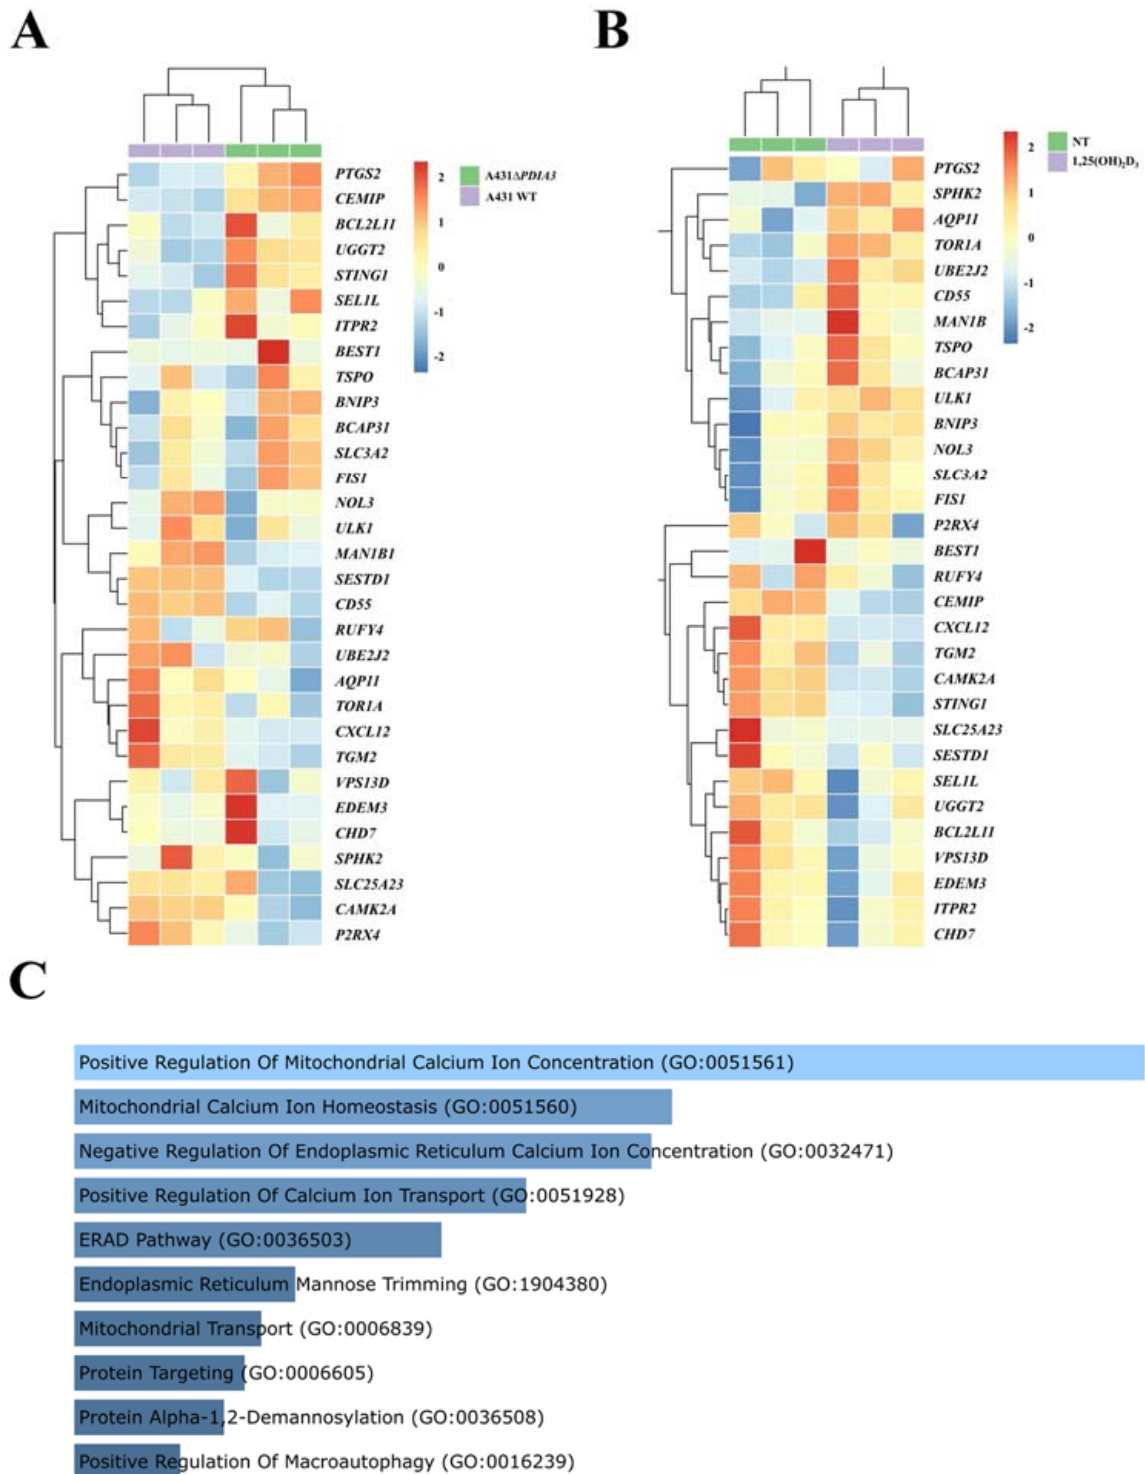 A
B
PTGS2
CEMIP
BCL2L11
UGGT2
STING1
SEL1L
ITPR2
BEST1
TSPO
BNIP3
BCAP31
SLC3A2
FIS1
NOL3
ULK1
MAN1B1
SESTD1
CD55
RUFY4
UBE2J2
AQP11
TOR1A
CXCL12
TGM2
VPS13D
EDEM3
CHD7
SPHK2
SLC25A23
CAMK2A
P2RX4
2
1
0
-1
-2
A431ΔPDIA3
A431 WT
PTGS2
SPHK2
AQP11
TOR1A
UBE2J2
CD55
MAN1B
TSPO
BCAP31
ULK1
BNIP3
NOL3
SLC3A2
FIS1
P2RX4
BEST1
RUFY4
CEMIP
CXCL12
TGM2
CAMK2A
STING1
SLC25A23
SESTD1
SEL1L
UGGT2
BCL2L11
VPS13D
EDEM3
ITPR2
CHD7
2
1
0
-1
-2
NT
1,25(OH)₂D₃
C
Positive Regulation Of Mitochondrial Calcium Ion Concentration (GO:0051561)
Mitochondrial Calcium Ion Homeostasis (GO:0051560)
Negative Regulation Of Endoplasmic Reticulum Calcium Ion Concentration (GO:0032471)
Positive Regulation Of Calcium Ion Transport (GO:0051928)
ERAD Pathway (GO:0036503)
Endoplasmic Reticulum Mannose Trimming (GO:1904380)
Mitochondrial Transport (GO:0006839)
Protein Targeting (GO:0006605)
Protein Alpha-1,2-Demannosylation (GO:0036508)
Positive Regulation Of Macroautophagy (GO:0016239)